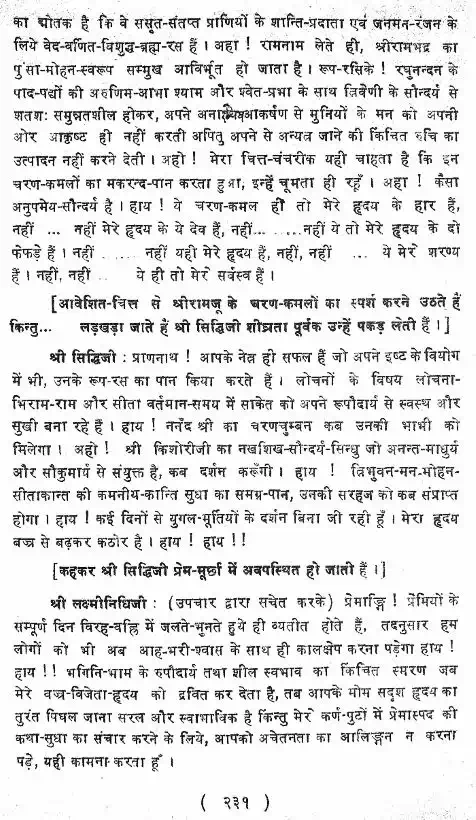 का द्योतक है कि वे ससृत-संतप्त प्राणियों के शान्ति-प्रदाता एवं जनमन-रंजन के
लिये वेद-वर्णित-विशुद्ध-ब्रह्म-रस हैं । अहा ! रामनाम लेते ही, श्रीरामभद्र का
पुंसा-मोहन-स्वरूप सम्मुख आविर्भूत हो जाता है । रूप-रसिके ! रघुनन्दन के
पाद-पद्यों की अरुणिम-आभा श्याम और श्वेत-प्रभा के साथ त्रिवेणी के सौन्दर्य से
शतशः समुन्नतशील होकर, अपने आकर्षण से मुनियों के मन को अपनी
ओर आकृष्ट ही नहीं करती अपितु अपने से अन्यत्र जाने की किंचित रुचि का
उत्पादन नहीं करने देती । अहो ! मेरा चित्त-चंचरीक यही चाहता है कि इन
चरण-कमलों का मकरन्द-पान करता हुआ, इन्हें चूमता ही रहूँ । अहा ! कैसा
अनुपमेय-सौन्दर्य है । हाय ! ये चरण-कमल ही तो मेरे हृदय के हार हैं,
नहीं ... नहीं मेरे हृदय के ये देव हैं, नहीं... ......नहीं ये तो मेरे हृदय के दो
फेफड़े हैं । नहीं ...... नहीं यही मेरे हृदय हैं, नहीं, नहीं ... ये मेरे शरण्य
हैं । नहीं, नहीं .. ये ही तो मेरे सर्वस्व हैं ।
[आवेशित-चित्त से श्रीरामजू के चरण-कमलों का स्पर्श करने उठते हैं
किन्तु... लड़खड़ा जाते हैं श्री सिद्धिजी शीघ्रता पूर्वक उन्हें पकड़ लेती हैं ।]
श्री सिद्धिजी : प्राणनाथ ! आपके नेत्र ही सफल हैं जो अपने इष्ट के वियोग
में भी, उनके रूप-रस का पान किया करते हैं । लोचनों के विषय लोचना-
भिराम-राम और सीता वर्तमान-समय में साकेत को अपने रूपौदार्य से स्वस्थ और
सुखी बना रहे हैं । हाय ! ननँद श्री का चरणचुम्बन कब उनकी भाभी को
मिलेगा । अहो ! श्री किशोरीजी का नखशिख-सौन्दर्य-सिन्धु जो अनन्त-माधुर्य
और सौकुमार्य से संयुक्त है, कब दर्शन करूँगी । हाय ! त्रिभुवन-मन-मोहन-
सीताकान्त की कमनीय-कान्ति सुधा का समग्र-पान, उनकी सरहज को कब संप्राप्त
होगा । हाय ! कई दिनों से युगल-मूर्तियों के दर्शन बिना जी रही हूँ । मेरा हृदय
बज्र से बढ़कर कठोर है । हाय ! हाय !!
[कहकर श्री सिद्धिजी प्रेम-मूर्छा में अवपस्थित हो जाती हैं ।]
श्री लक्ष्मीनिधिजी : (उपचार द्वारा सचेत करके) प्रेमाङ्गि ! प्रेमियों के
सम्पूर्ण दिन विरह-वह्नि में जलते-भुनते हुये ही व्यतीत होते हैं, तदनुसार हम
लोगों को भी अब आह-भरी-श्वास के साथ ही कालक्षेप करना पड़ेगा हाय !
हाय !! भगिनि-भाम के रुपौदार्य तथा शील स्वभाव का किंचित स्मरण जब
मेरे वज्र-विजेता-हृदय को द्रवित कर देता है, तब आपके मोम सदृश हृदय का
तुरंत पिघल जाना सरल और स्वाभाविक है किन्तु मेरे कर्ण-पुटों में प्रेमास्पद की
कथा-सुधा का संचार करने के लिये, आपको अचेतनता का आलिङ्गन न करना
पड़े, यही कामना करता हूँ ।
( २३१ )